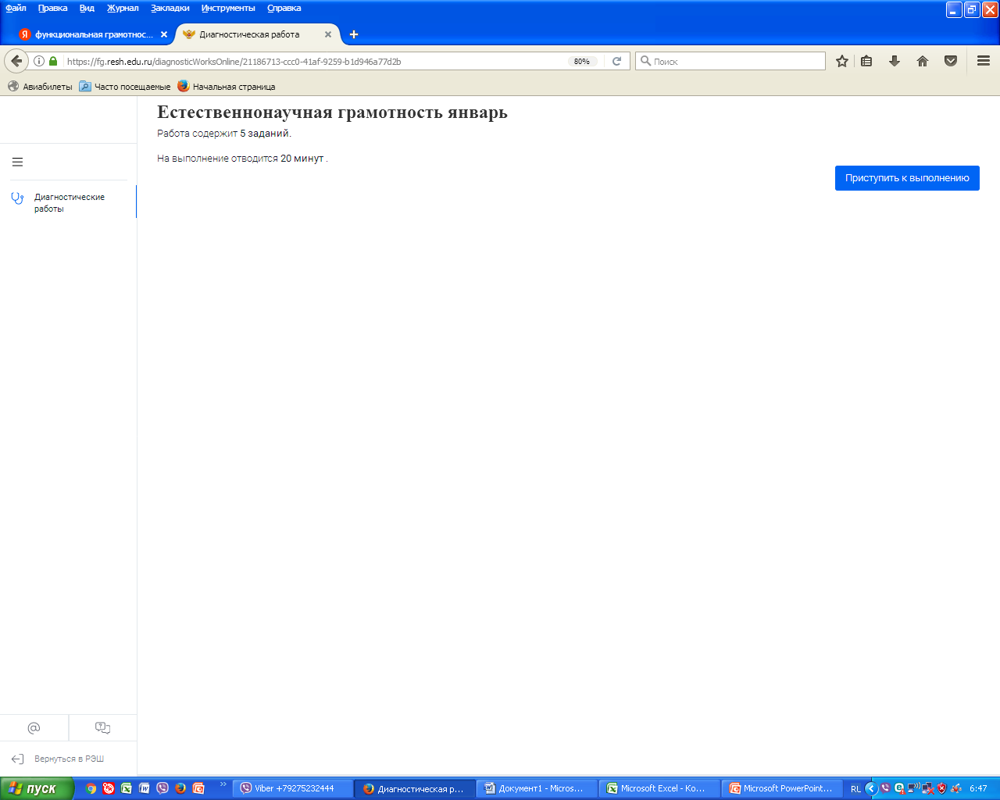 Файл Правка Вид Журнал Закладки Инструменты Справка
Я функциональная грамотнос... Диагностическая работа
https://fg.resh.edu.ru/diagnosticWorksOnline/21186713-ccc0-41af-9259-b1d946a77d2b 80% Поиск
Авиабилеты Часто посещаемые Начальная страница
Естественнонаучная грамотность январь
Работа содержит 5 заданий.
На выполнение отводится 20 минут .
Приступить к выполнению
Диагностические
работы
Вернуться в РЭШ
пуск Viber +79275232444 Диагностическая р... Документ1 - Micros... Microsoft Excel - Ко... Microsoft PowerPoint... RL 6:47